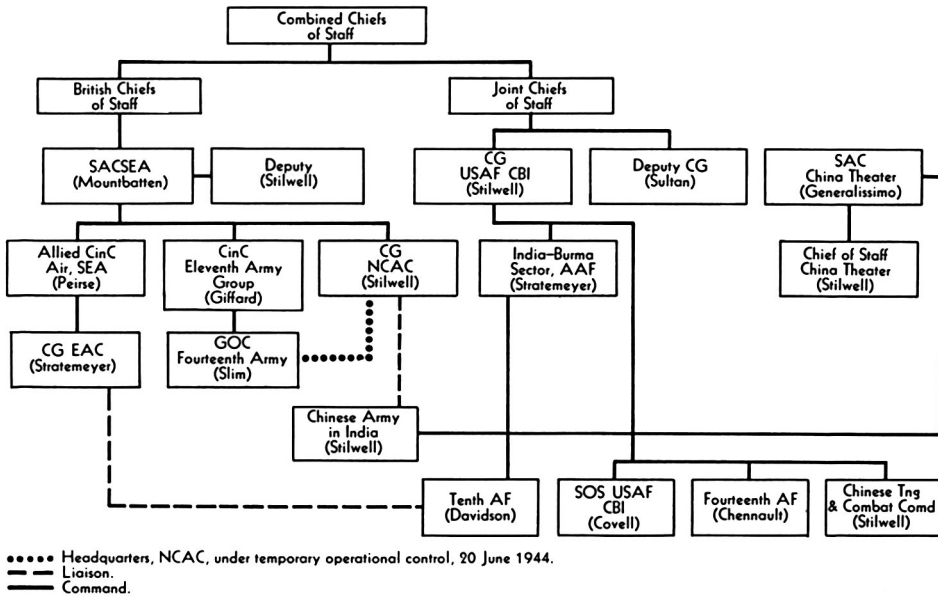 Combined Chiefs
of Staff
British Chiefs
of Staff
Joint Chiefs
of Staff
SACSEA
(Mountbatten)
Deputy
(Stilwell)
CG
USAF CBI
(Stilwell)
Deputy CG
(Sultan)
SAC
China Theater
(Generalissimo)
Allied CinC
Air, SEA
(Peirse)
CinC
Eleventh Army
Group
(Giffard)
CG
NCAC
(Stilwell)
India–Burma
Sector, AAF
(Stratemeyer)
Chief of Staff
China Theater
(Stilwell)
CG EAC
(Stratemeyer)
GOC
Fourteenth Army
(Slim)
Chinese Army
in India
(Stilwell)
Tenth AF
(Davidson)
SOS USAF
CBI
(Covell)
Fourteenth AF
(Chennault)
Chinese Tng
& Combat Comd
(Stilwell)
Headquarters, NCAC, under temporary operational control, 20 June 1944.
Liaison.
Command.